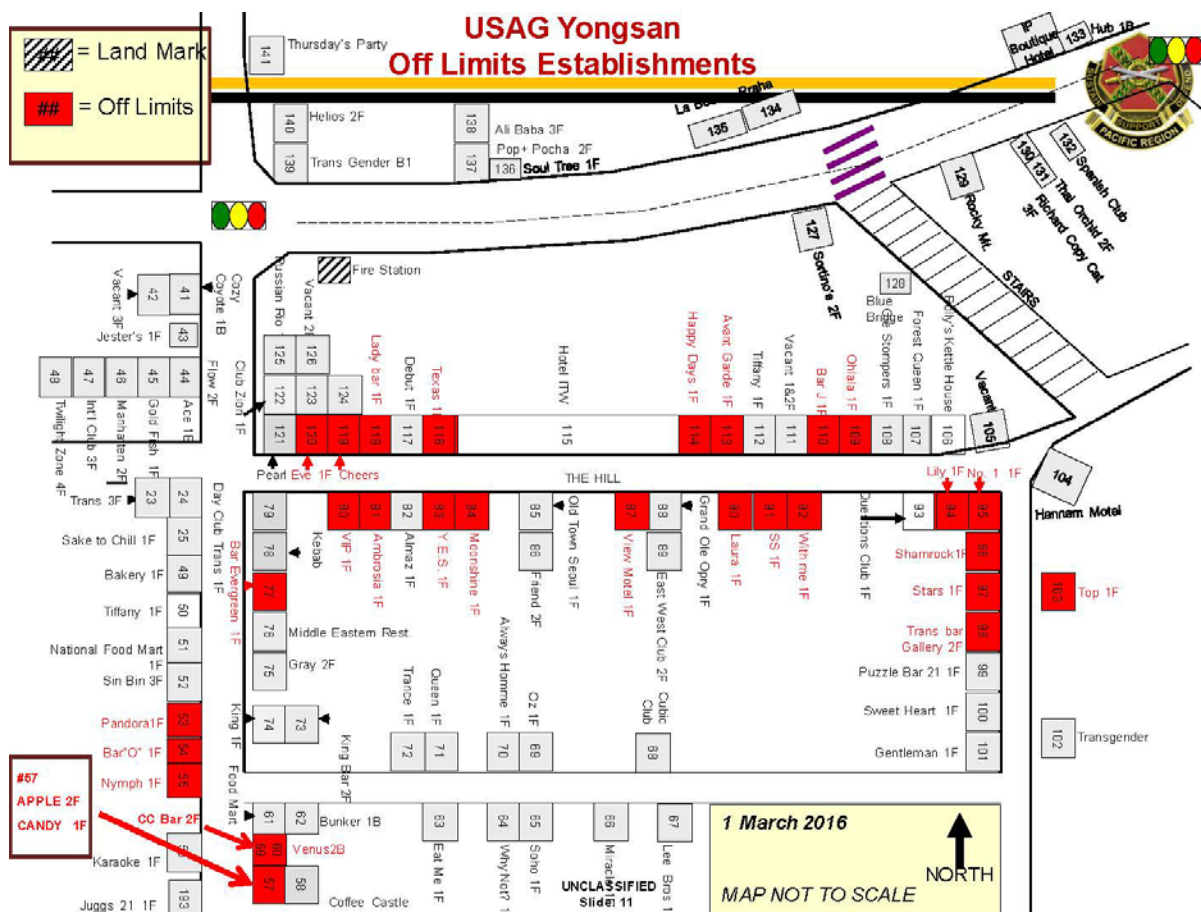 USAG Yongsan
Off Limits Establishments
## = Land Mark
## = Off Limits
141 Thursday's Party
140 Helios 2F
139 Trans Gender B1
138 Ali Baba 3F
137 Pop+ Pocha 2F
136 Soul Tree 1F
135
134
IP
Boutique
Hotel
133 Hub 1B
SUPPORT
PACIFIC REGION
132 Spanish Club
131 Thai Orchid 2F
130 Richard Copy Cat
3F
129 Rocky Mt.
127 Sortino's 2F
128
Blue
Bridge
STAIRS
Fire Station
Vacant 3F
42
41
Cozy
Coyote 1B
Jester's 1F
43
Flow 2F
48
47
46
45
44
Twilight Zone 4F
Int'l Club 3F
Manhatten 2F
Gold Fish 1F
Ace 1B
Club Zion 1F
125
126
122
123
124
121
120
119
118
117
116
115
114
113
112
111
110
109
108
107
106
105
Lady bar 1F
Debut 1F
Hotel ITW
Happy Days 1F
Avant Garde 1F
Tiffany 1F
Vacant 1&2F
Bar J 1F
Ohlala 1F
Forest Queen 1F
Vacant
Pearl
Eve 1F
Cheers
THE HILL
Lily 1F
No. 1 1F
104
Hannam Motel
Trans 3F
23
24
Day Club Trans 1F
Sake to Chill 1F
25
Bakery 1F
49
Tiffany 1F
50
National Food Mart
1F
51
Sin Bin 3F
52
Pandora1F
53
Bar"O" 1F
54
Nymph 1F
55
79
78
Kebab
77
Bar Evergreen 1F
76
Middle Eastern Rest.
75
Gray 2F
74
73
King 1F
King Bar 2F
80
VIP 1F
81
Ambrosia 1F
82
Almaz 1F
83
Y.E.S. 1F
84
Moonshine 1F
85
Old Town Seoul 1F
86
Friend 2F
87
View Motel 1F
88
Grand Ole Opry 1F
89
East West Club 2F
90
Laura 1F
91
SS 1F
92
With me 1F
Questions Club 1F
93
94
95
96
Shamrock1F
97
Stars 1F
98
Trans bar
Gallery 2F
99
Puzzle Bar 21 1F
100
Sweet Heart 1F
101
Gentleman 1F
103
Top 1F
102
Transgender
72
Trance 1F
71
Queen 1F
70
Always Homme 1F
69
Oz 1F
68
Cubic
Club
Food Mart
61
62
Bunker 1B
59
60
Venus2B
57
58
Coffee Castle
63
Eat Me 1F
64
Why Not?
65
Soho 1F
66
67
Lee Bros
#57
APPLE 2F
CANDY 1F
CC Bar 2F
Karaoke 1F
193
Juggs 21 1F
UNCLASSIFIED
Slide 11
1 March 2016
NORTH
MAP NOT TO SCALE